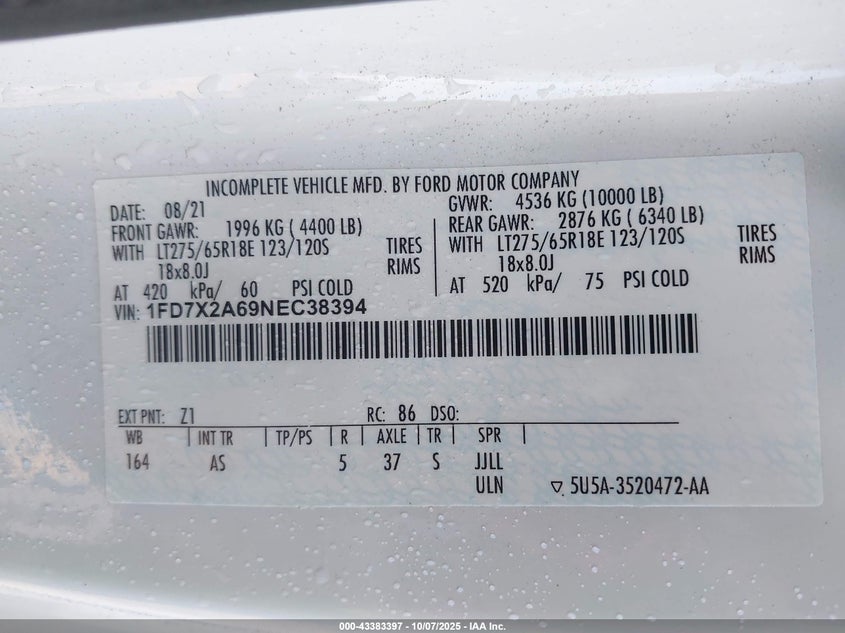 INCOMPLETE VEHICLE MFD. BY FORD MOTOR COMPANY
DATE: 08/21 GVWR: 4536 KG (10000 LB)
FRONT GAWR: 1996 KG ( 4400 LB) REAR GAWR: 2876 KG ( 6340 LB)
WITH LT275/65R18E 123/120S TIRES WITH LT275/65R18E 123/120S TIRES
18x8.0J RIMS 18x8.0J RIMS
AT 420 kPa/ 60 PSI COLD AT 520 kPa/ 75 PSI COLD
VIN: 1FD7X2A69NEC38394
EXT PNT: Z1 RC: 86 DSO:
WB | INT TR | TP/PS | R | AXLE | TR | SPR |
164 AS 5 37 S JJLL
ULN ▽ 5U5A-3520472-AA
000-43383397 - 10/07/2025 - IAA Inc.